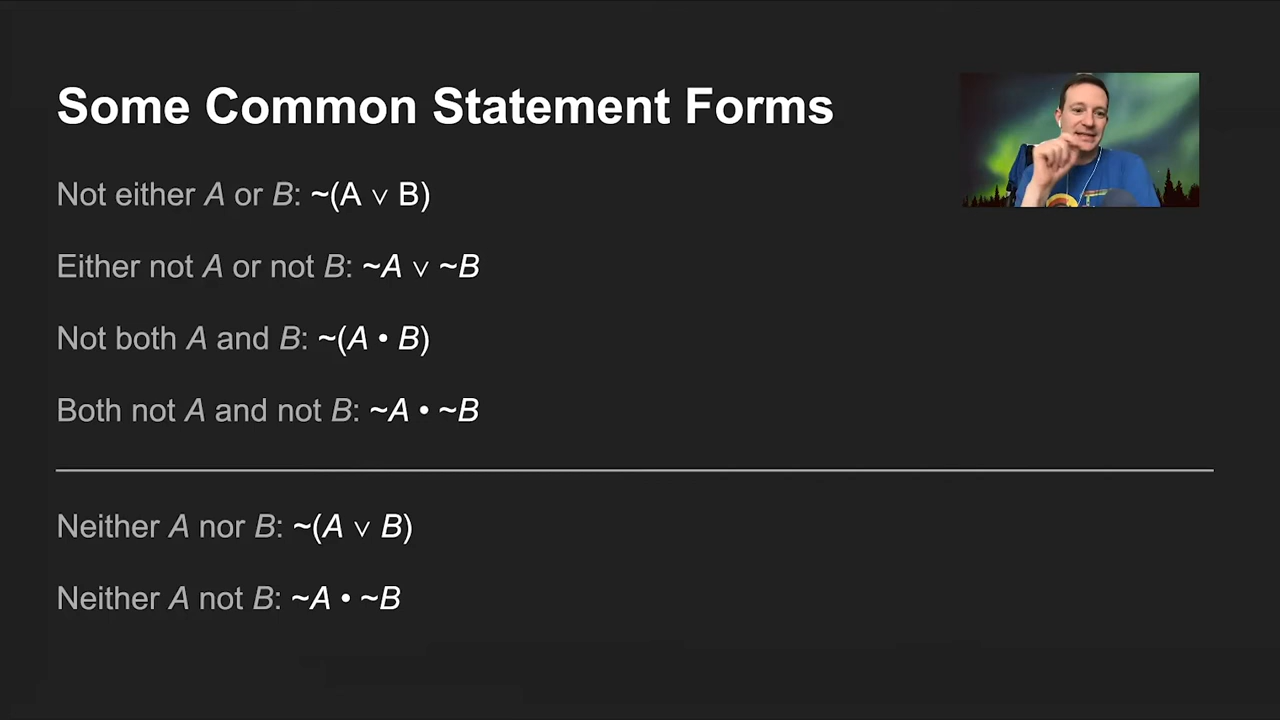 Some Common Statement Forms
Not either A or B: ~(A ∨ B)
Either not A or not B: ~A ∨ ~B
Not both A and B: ~(A • B)
Both not A and not B: ~A • ~B
Neither A nor B: ~(A ∨ B)
Neither A not B: ~A • ~B